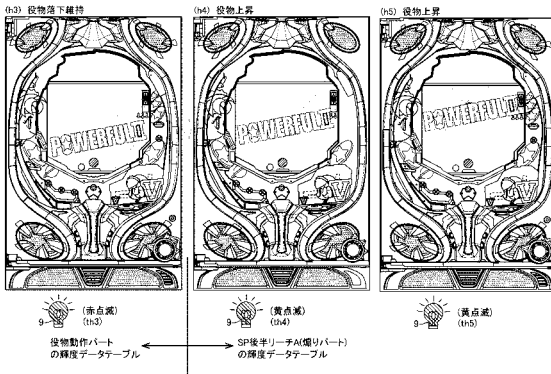 (h3) 役物落下維持
(h4) 役物上昇
(h5) 役物上昇
POWERFUL
POWERFUL
POWERFUL
V
V
V
9
(赤点滅)
(th3)
9
(黄点滅)
(th4)
9
(黄点滅)
(th5)
役物動作パート
の輝度データテーブル
SP後半リーチA(煽りパート)
の輝度データテーブル